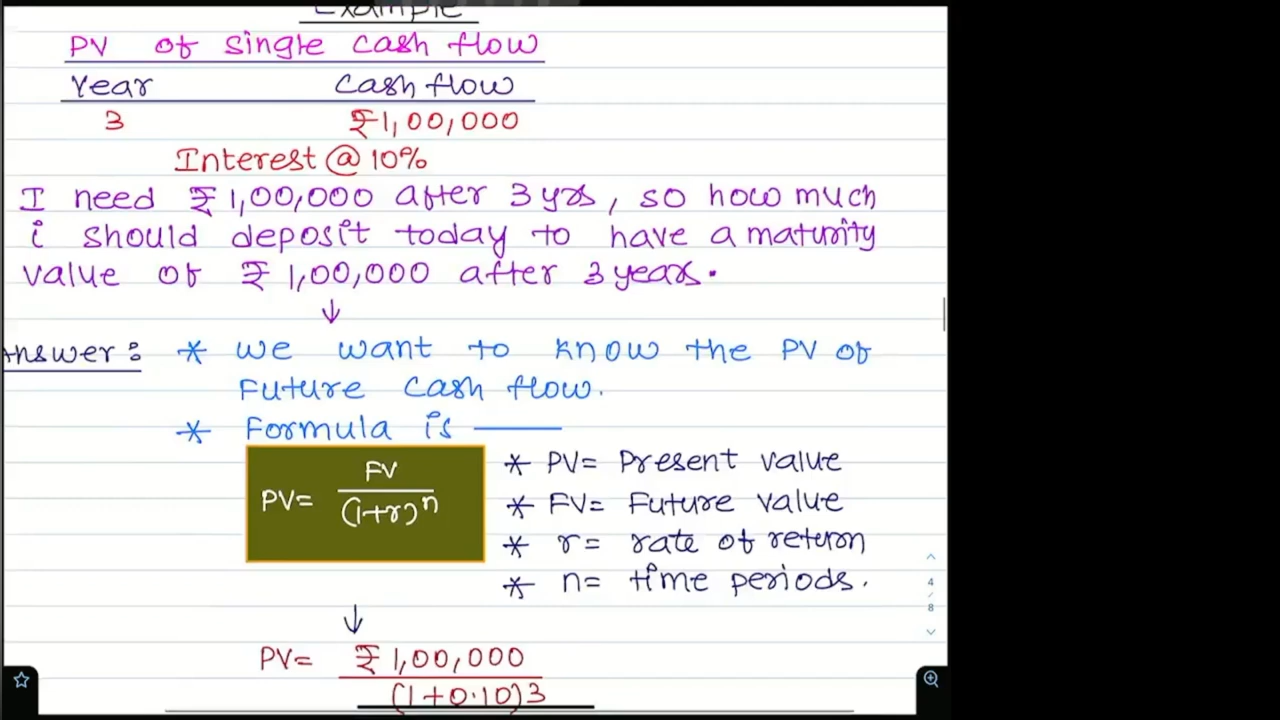 Example
PV of single cash flow
Year Cash flow
3 ₹1,00,000
Interest @ 10%
I need ₹1,00,000 after 3 yrs, so how much
i should deposit today to have a maturity
value of ₹1,00,000 after 3 years.
↓
Answer: * we want to know the PV of
Future cash flow.
* Formula is ——
PV= FV/(1+r)^n
* PV= Present value
* FV= Future value
* r= rate of return
* n= time periods.
4
/
8
↓
PV= ₹1,00,000
(1+0.10)3